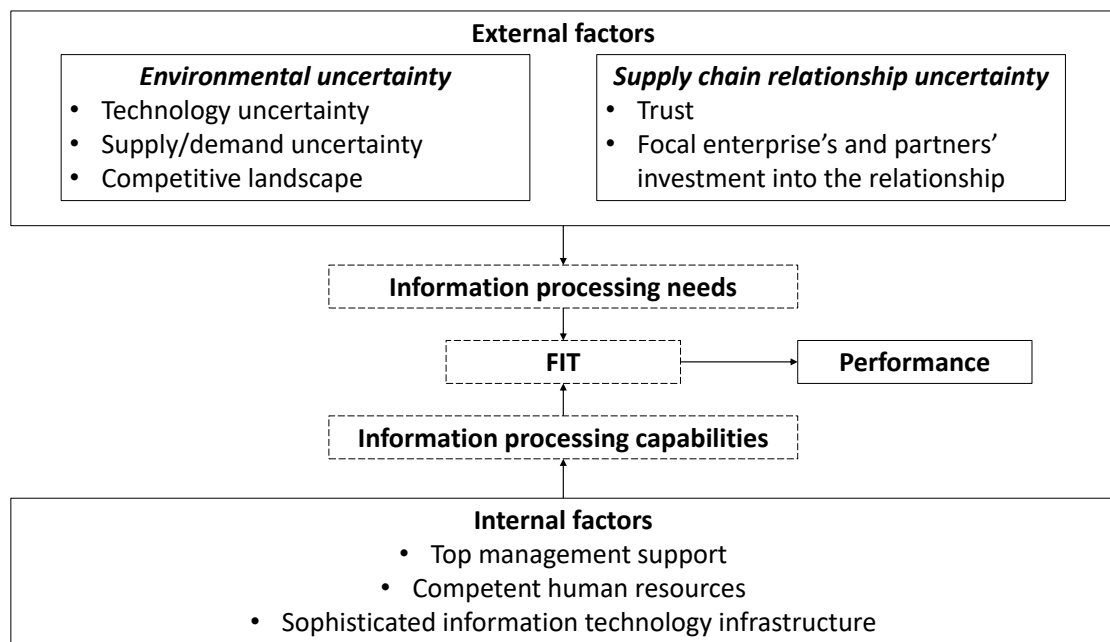 External factors
Environmental uncertainty
• Technology uncertainty
• Supply/demand uncertainty
• Competitive landscape
Supply chain relationship uncertainty
• Trust
• Focal enterprise’s and partners’
investment into the relationship
Information processing needs
FIT
Performance
Information processing capabilities
Internal factors
• Top management support
• Competent human resources
• Sophisticated information technology infrastructure